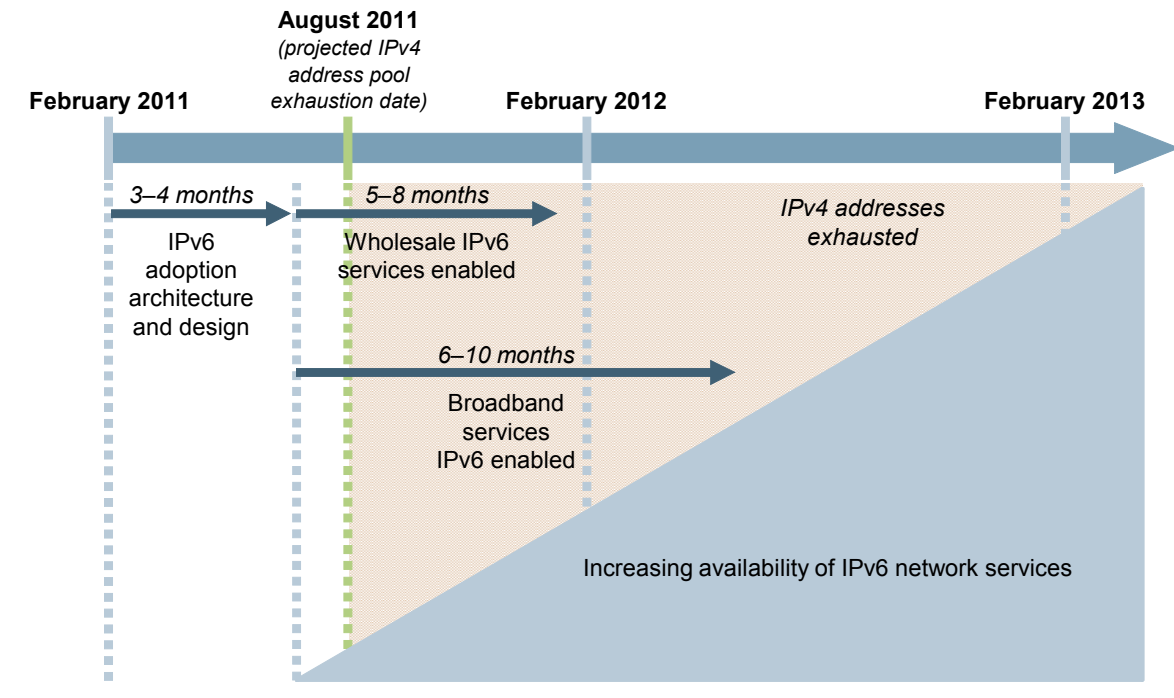 August 2011
(projected IPv4
address pool
exhaustion date)
February 2011
February 2012
February 2013
3–4 months
IPv6
adoption
architecture
and design
5–8 months
Wholesale IPv6
services enabled
IPv4 addresses
exhausted
6–10 months
Broadband
services
IPv6 enabled
Increasing availability of IPv6 network services